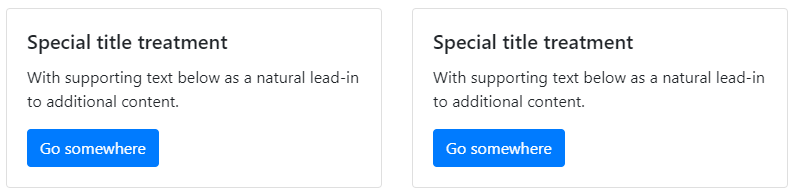 Special title treatment
With supporting text below as a natural lead-in
to additional content.
Go somewhere
Special title treatment
With supporting text below as a natural lead-in
to additional content.
Go somewhere